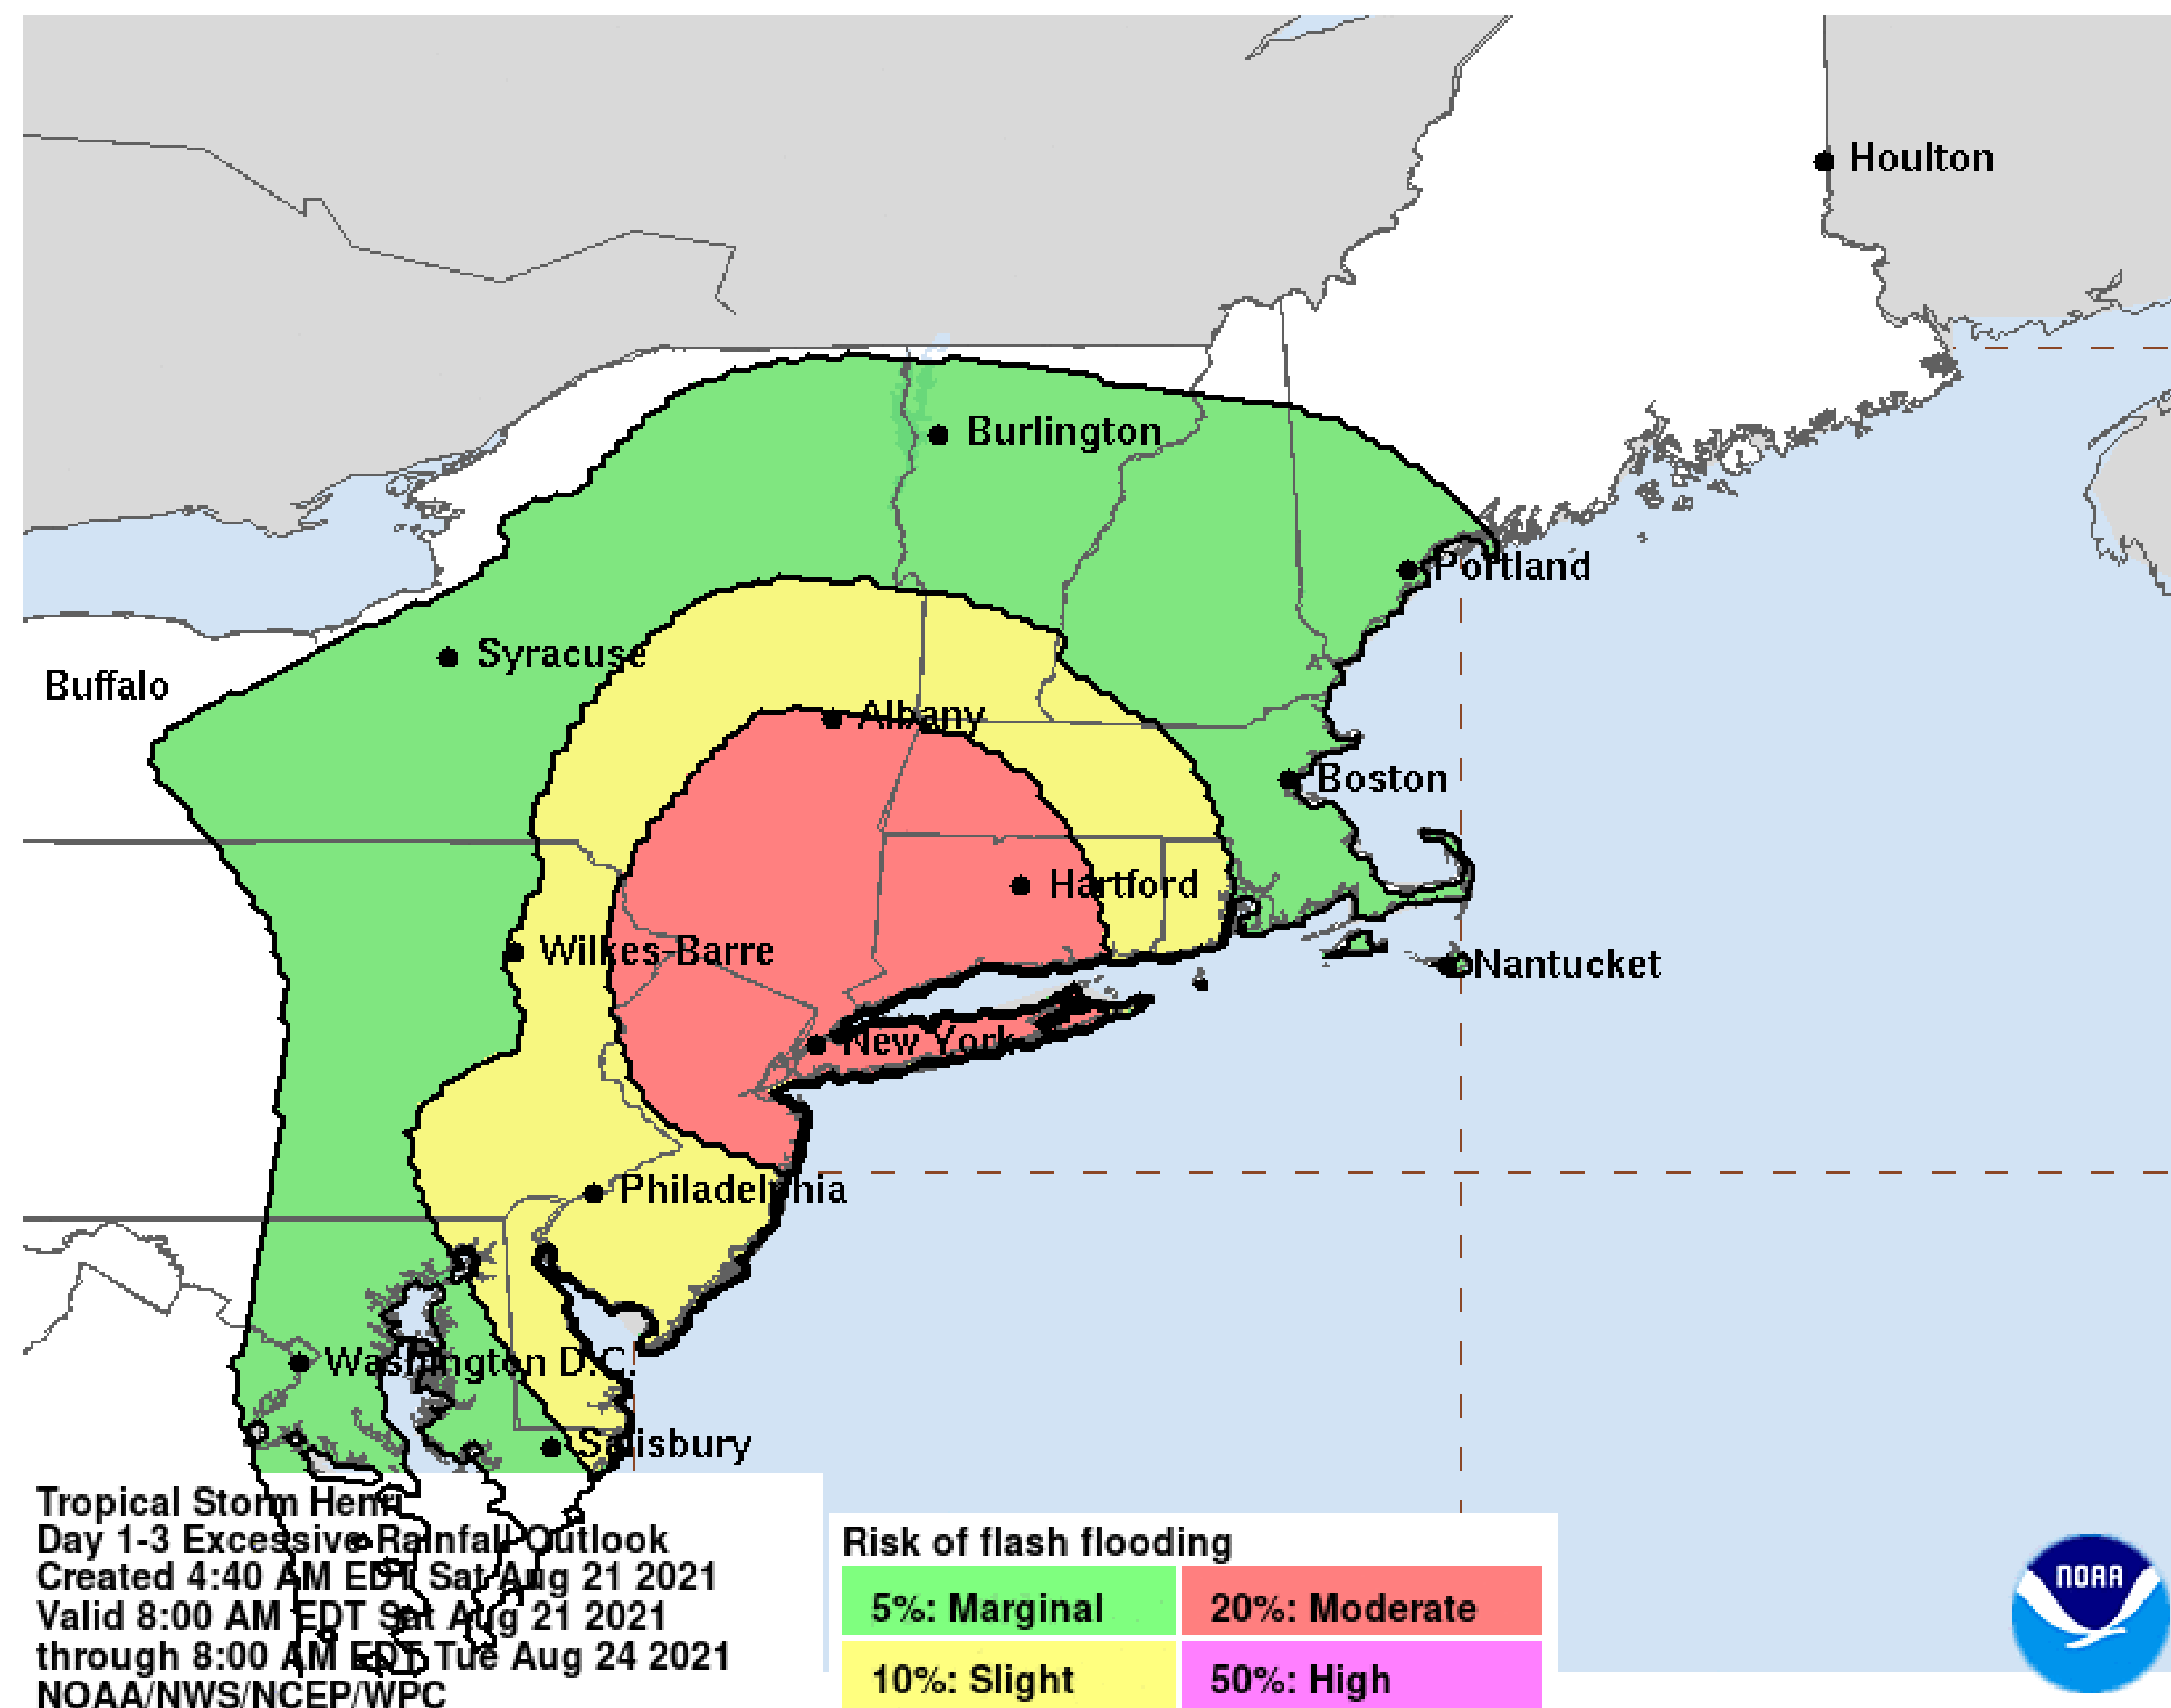 Houlton
Burlington
Portland
Syracuse
Buffalo
Albany
Boston
Hartford
Wilkes-Barre
Nantucket
New York
Philadelphia
Washington D.C.
Salisbury
Tropical Storm Henri
Day 1-3 Excessive Rainfall Outlook
Created 4:40 AM EDT Sat Aug 21 2021
Valid 8:00 AM EDT Sat Aug 21 2021
through 8:00 AM EDT Tue Aug 24 2021
NOAA/NWS/NCEP/WPC
Risk of flash flooding
5%: Marginal
20%: Moderate
10%: Slight
50%: High
NOAA